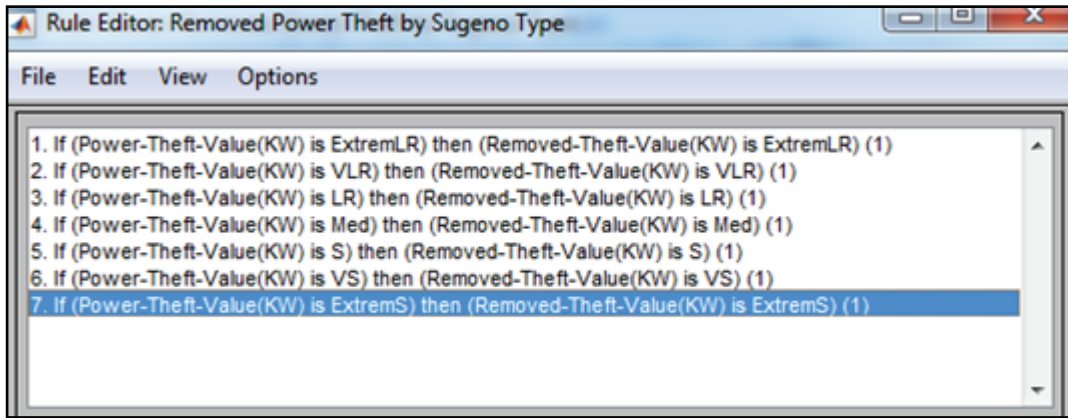 Rule Editor: Removed Power Theft by Sugeno Type
File Edit View Options
1. If (Power-Theft-Value(KW) is ExtremLR) then (Removed-Theft-Value(KW) is ExtremLR) (1)
2. If (Power-Theft-Value(KW) is VLR) then (Removed-Theft-Value(KW) is VLR) (1)
3. If (Power-Theft-Value(KW) is LR) then (Removed-Theft-Value(KW) is LR) (1)
4. If (Power-Theft-Value(KW) is Med) then (Removed-Theft-Value(KW) is Med) (1)
5. If (Power-Theft-Value(KW) is S) then (Removed-Theft-Value(KW) is S) (1)
6. If (Power-Theft-Value(KW) is VS) then (Removed-Theft-Value(KW) is VS) (1)
7. If (Power-Theft-Value(KW) is ExtremS) then (Removed-Theft-Value(KW) is ExtremS) (1)